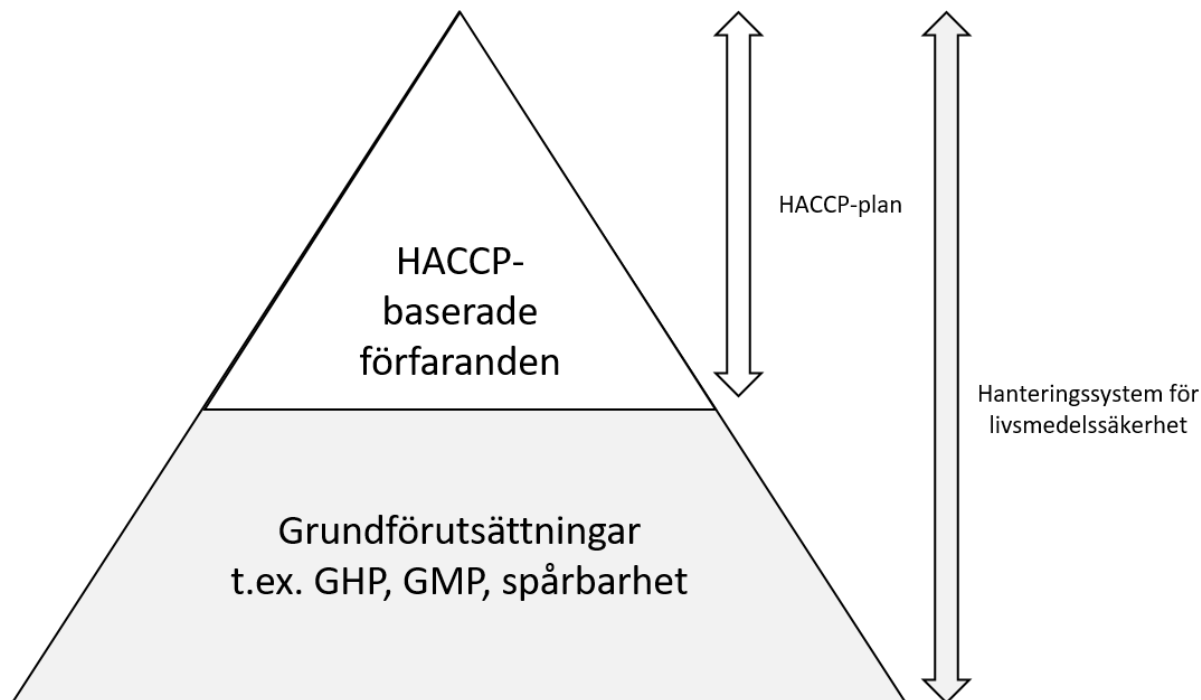 HACCP-
baserade
förfaranden
Grundförutsättningar
t.ex. GHP, GMP, spårbarhet
HACCP-plan
Hanteringssystem för
livsmedelssäkerhet